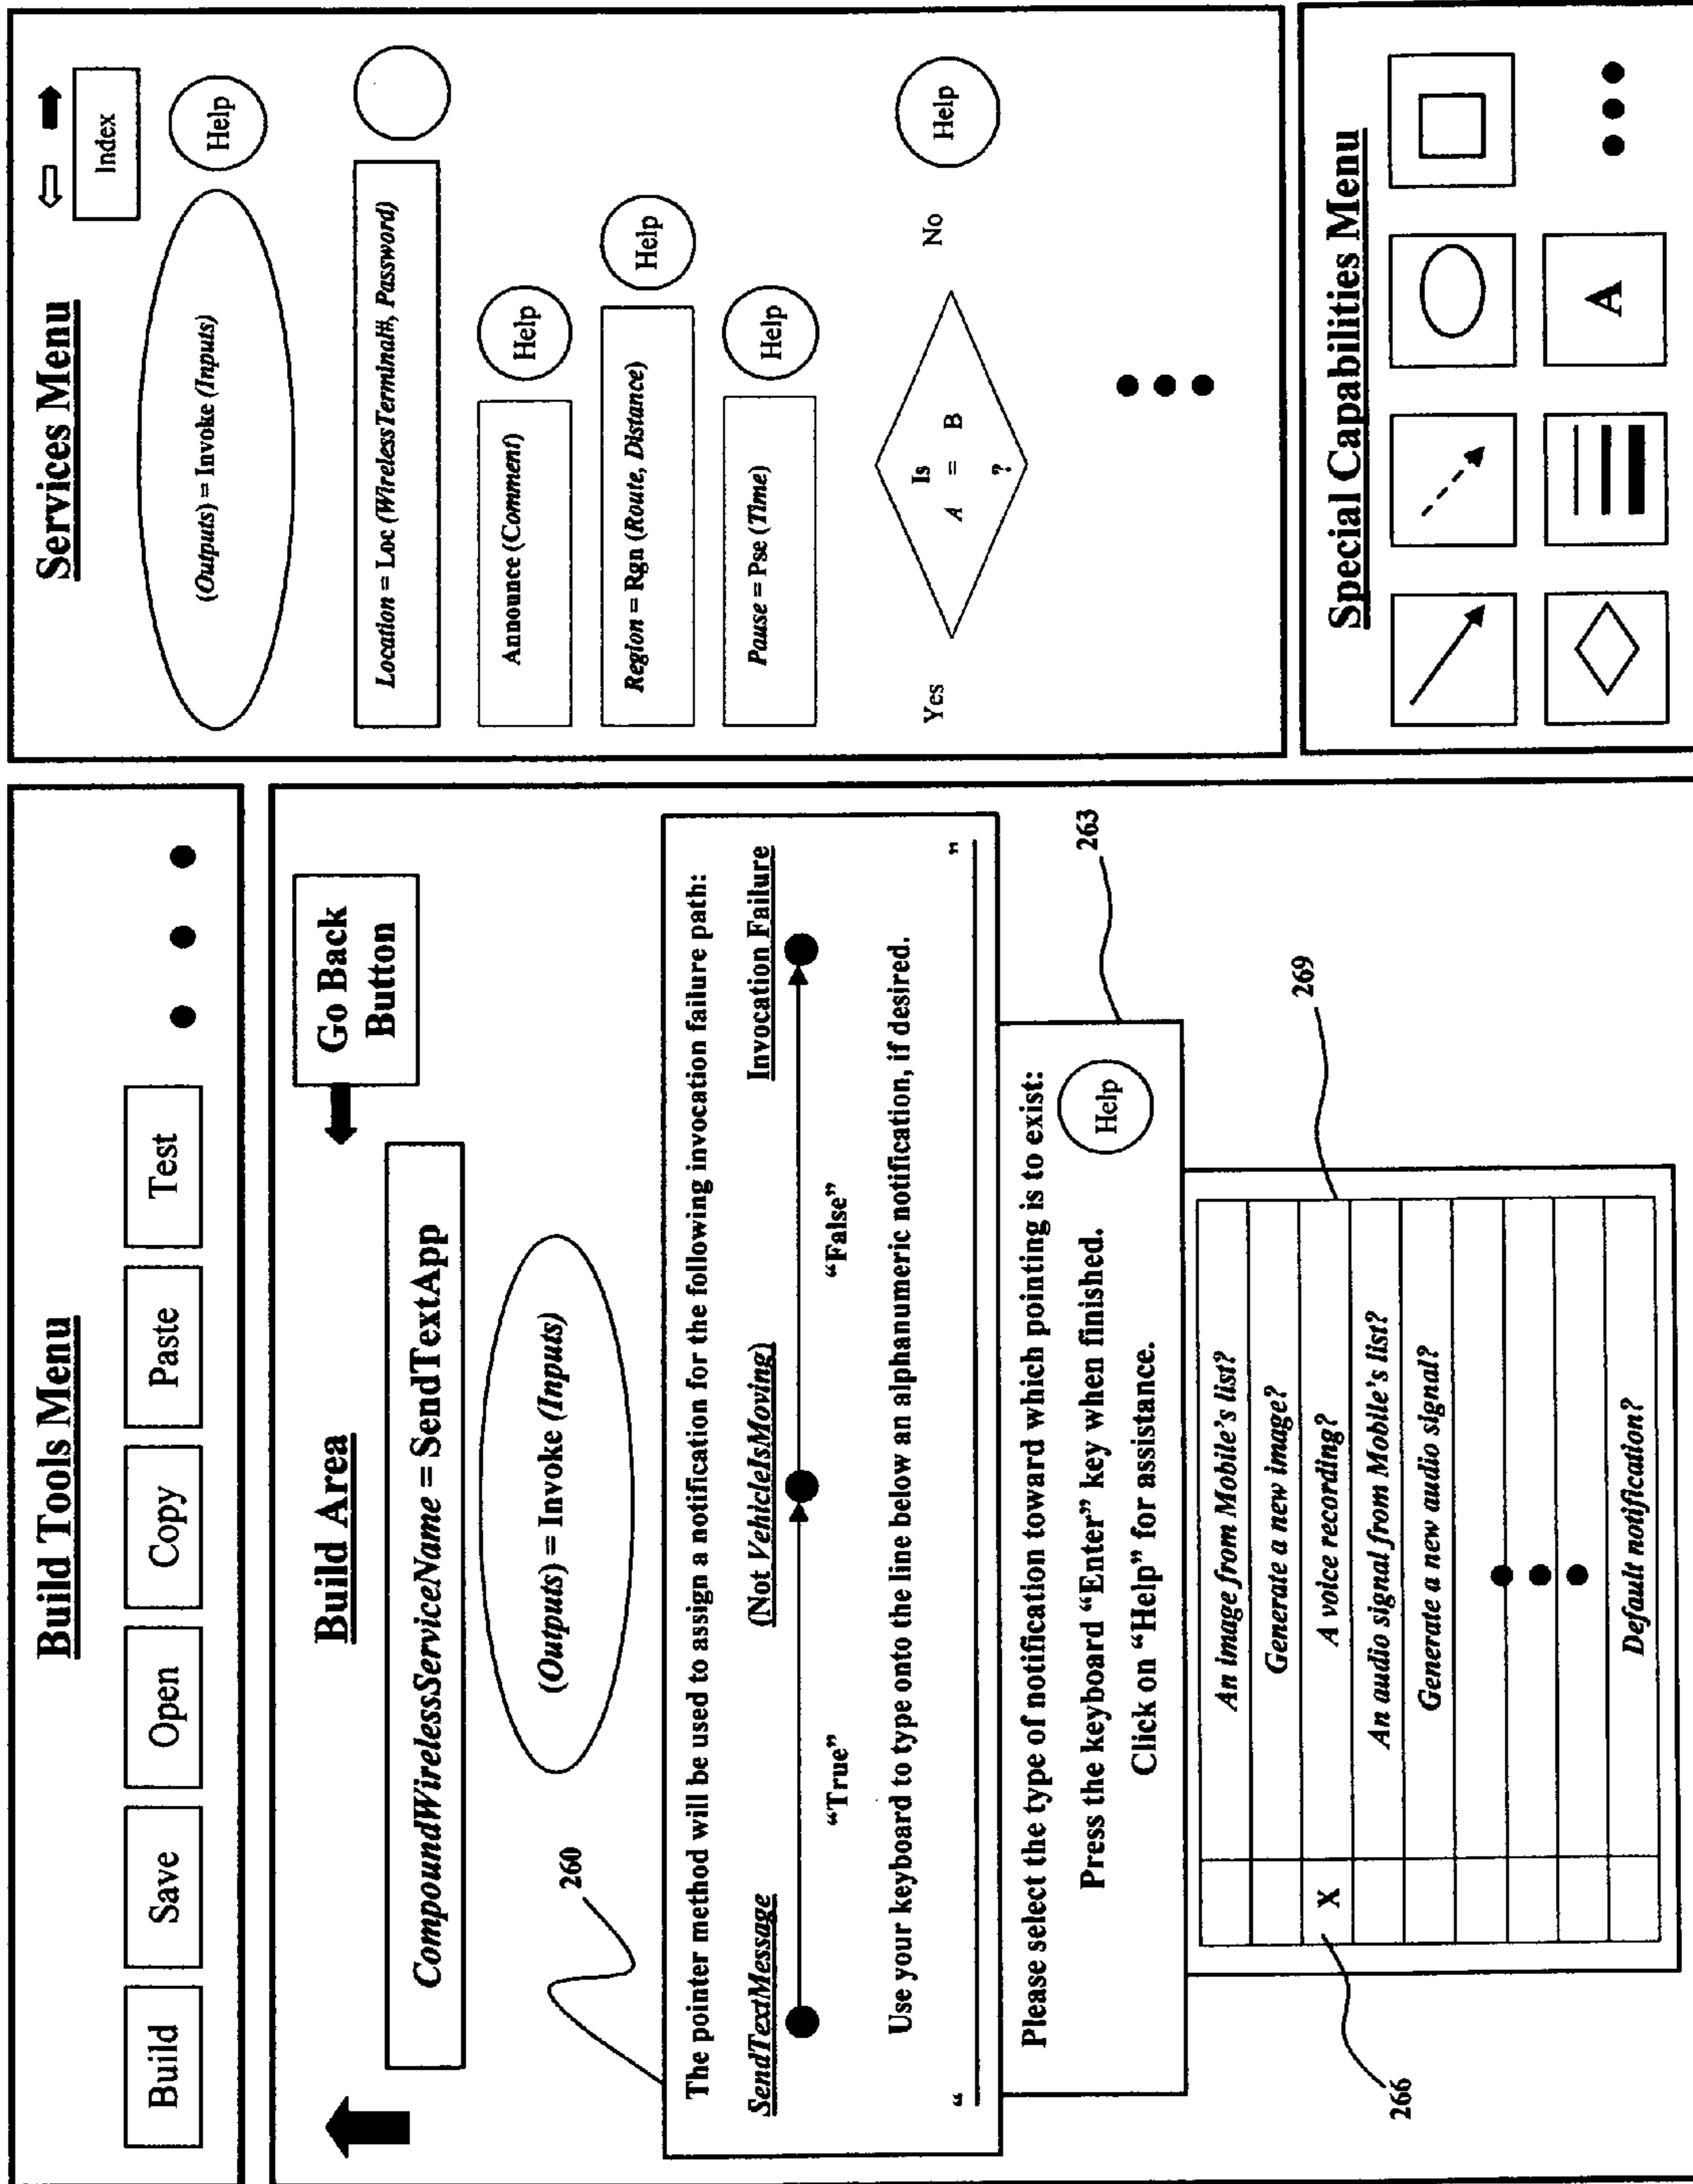 Build Tools Menu
Build
Save
Open
Copy
Paste
Test
Build Area
Go Back
Button
CompoundWirelessServiceName = SendTextApp
(Outputs) = Invoke (Inputs)
260
The pointer method will be used to assign a notification for the following invocation failure path:
SendTextMessage
(Not VehicleIsMoving)
Invocation Failure
“True”
“False”
Use your keyboard to type onto the line below an alphanumeric notification, if desired.
“ ”
263
Please select the type of notification toward which pointing is to exist:
Press the keyboard “Enter” key when finished.
Click on “Help” for assistance.
Help
269
An image from Mobile’s list?
Generate a new image?
X A voice recording?
An audio signal from Mobile’s list?
Generate a new audio signal?
Default notification?
266
Services Menu
Index
(Outputs) = Invoke (Inputs)
Help
Location = Loc (WirelessTerminal#, Password)
Announce (Comment)
Help
Region = Rgn (Route, Distance)
Help
Pause = Pse (Time)
Help
Is
Yes
A = B
No
?
Help
Special Capabilities Menu
A